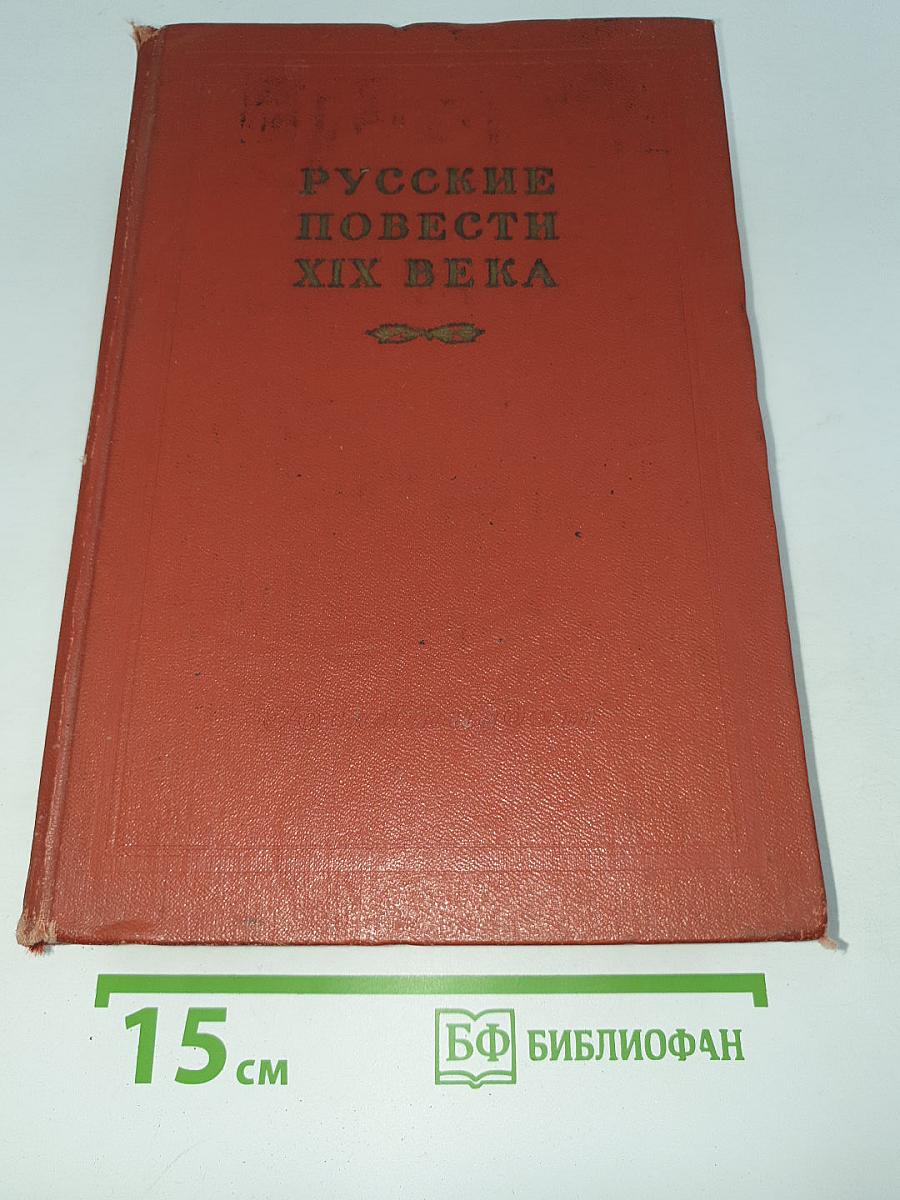 РУССКИЕ
ПОВЕСТИ
XIX ВЕКА
15 см
БФ БИБЛИОФАН